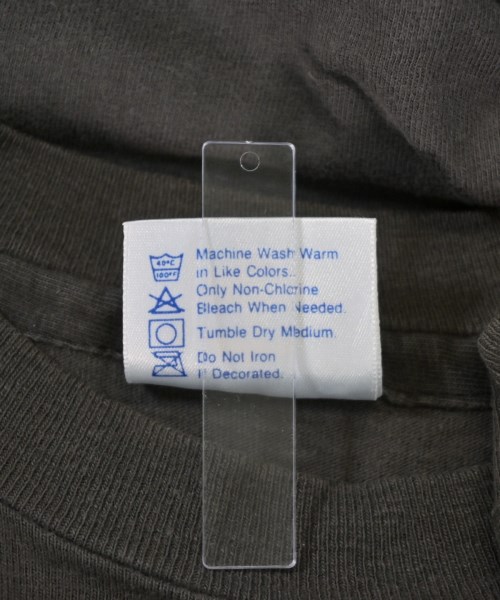 40°C
100°F
Machine Wash Warm
in Like Colors..
Only Non-Chlorine
Bleach When Needed.
Tumble Dry Medium.
Do Not Iron
If Decorated.